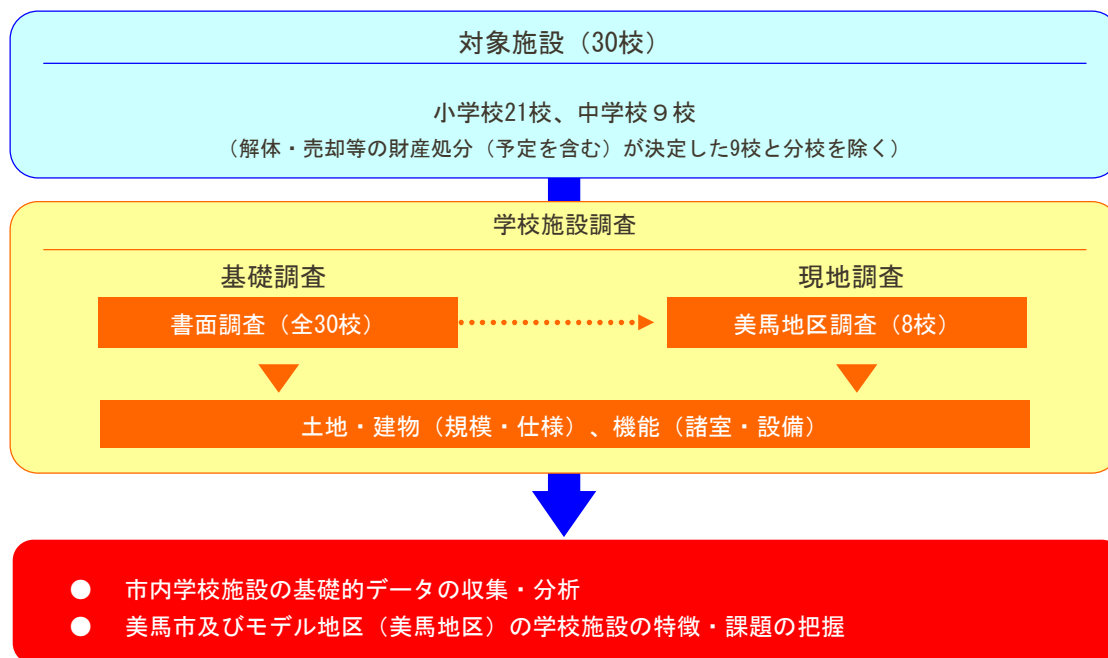 対象施設（30校）
小学校21校、中学校９校
（解体・売却等の財産処分（予定を含む）が決定した9校と分校を除く）
学校施設調査
基礎調査
現地調査
書面調査（全30校）
美馬地区調査（8校）
土地・建物（規模・仕様）、機能（諸室・設備）
● 市内学校施設の基礎的データの収集・分析
● 美馬市及びモデル地区（美馬地区）の学校施設の特徴・課題の把握